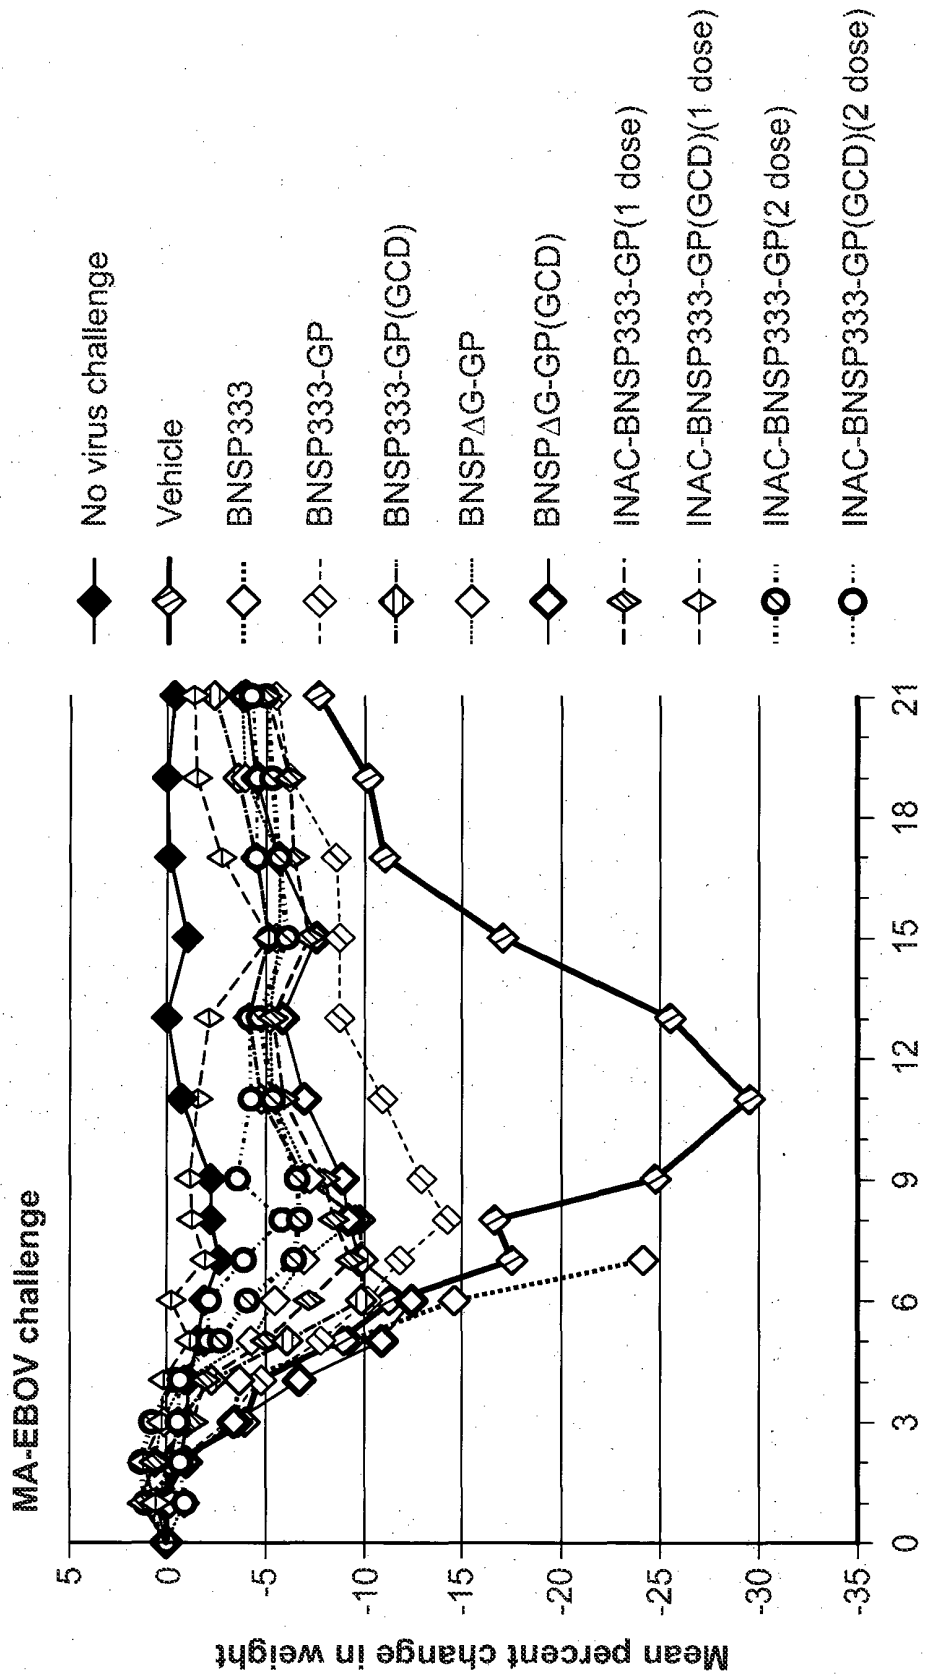 MA-EBOV challenge
Mean percent change in weight
5
0
-5
-10
-15
-20
-25
-30
-35
0
3
6
9
12
15
18
21
No virus challenge
Vehicle
BNSP333
BNSP333-GP
BNSP333-GP(GCD)
BNSPΔG-GP
BNSPΔG-GP(GCD)
INAC-BNSP333-GP(1 dose)
INAC-BNSP333-GP(GCD)(1 dose)
INAC-BNSP333-GP(2 dose)
INAC-BNSP333-GP(GCD)(2 dose)